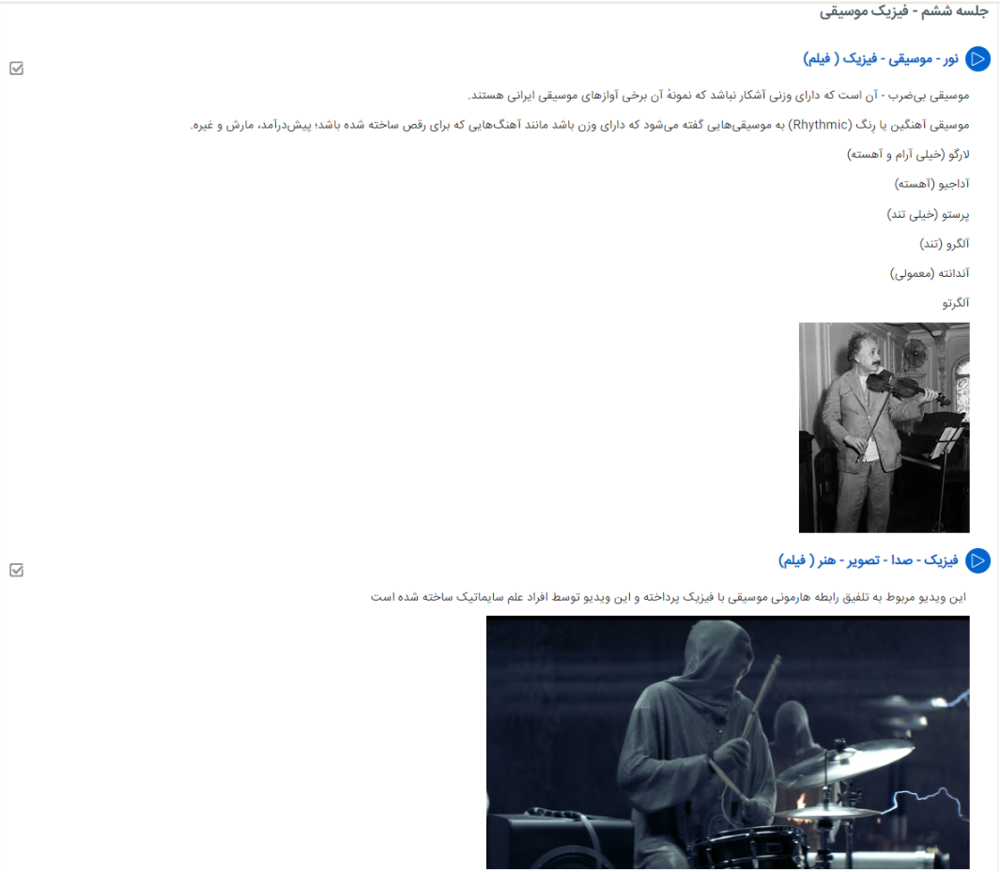 جلسه ششم - فیزیک موسیقی
نور - موسیقی - فیزیک ( فیلم)
موسیقی بی‌ضرب - آن است که دارای وزنی آشکار نباشد که نمونهٔ آن برخی آوازهای موسیقی ایرانی هستند.
موسیقی آهنگین یا رِنگ (Rhythmic) به موسیقی‌هایی گفته می‌شود که دارای وزن باشد مانند آهنگ‌هایی که برای رقص ساخته شده باشد؛ پیش‌درآمد، مارش و غیره.
لارگو (خیلی آرام و آهسته)
آداجیو (آهسته)
پرستو (خیلی تند)
آلگرو (تند)
آندانته (معمولی)
آلگرتو
فیزیک - صدا - تصویر - هنر ( فیلم)
این ویدیو مربوط به تلفیق رابطه هارمونی موسیقی با فیزیک پرداخته و این ویدیو توسط افراد علم سایماتیک ساخته شده است